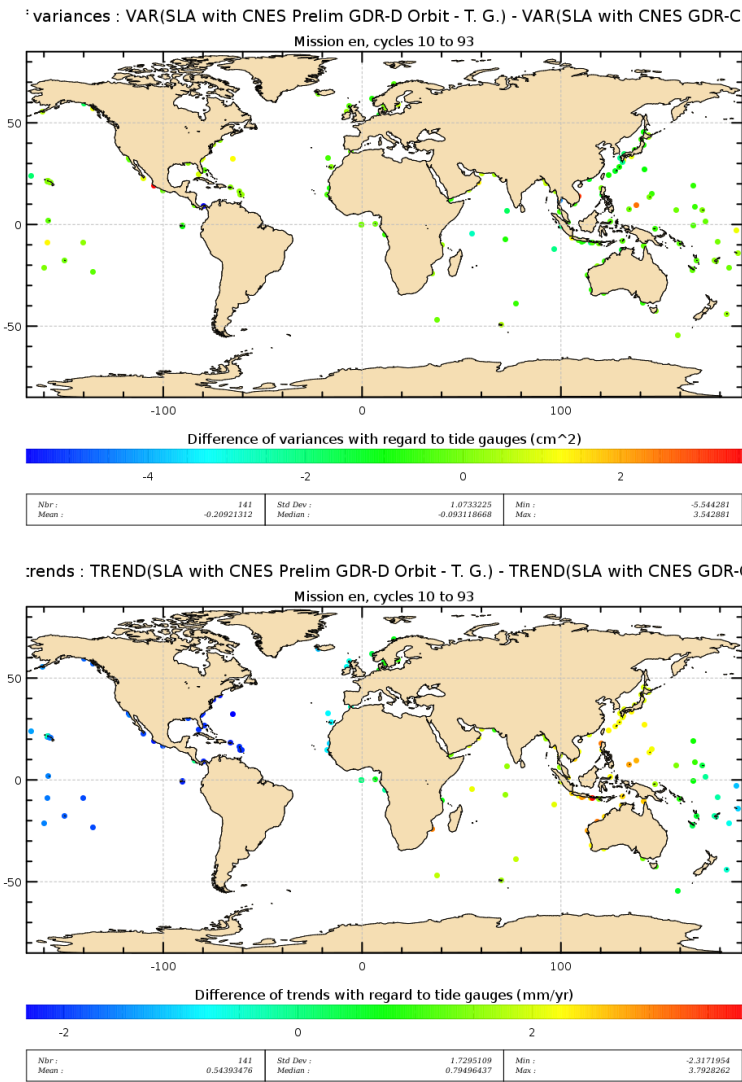 variances : VAR(SLA with CNES Prelim GDR-D Orbit - T. G.) - VAR(SLA with CNES GDR-C
Mission en, cycles 10 to 93
50
0
-50
-100 0 100
Difference of variances with regard to tide gauges (cm^2)
-4 -2 0 2
Nbr : 141 Std Dev : 1.0733225 Min : -5.544281
Mean : -0.20921312 Median : -0.093118668 Max : 3.542881
trends : TREND(SLA with CNES Prelim GDR-D Orbit - T. G.) - TREND(SLA with CNES GDR-
Mission en, cycles 10 to 93
50
0
-50
-100 0 100
Difference of trends with regard to tide gauges (mm/yr)
-2 0 2
Nbr : 141 Std Dev : 1.7295109 Min : -2.3171954
Mean : 0.54393476 Median : 0.79496437 Max : 3.7928262